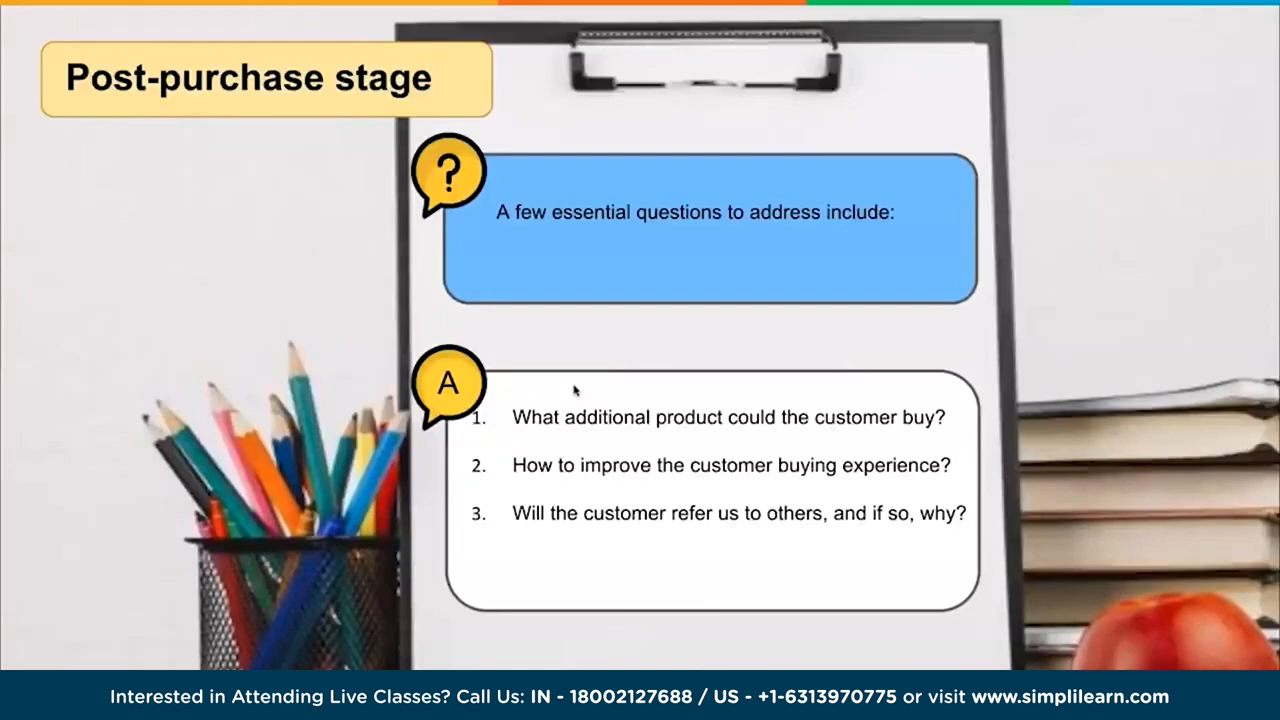 Post-purchase stage
?
A few essential questions to address include:
A
1. What additional product could the customer buy?
2. How to improve the customer buying experience?
3. Will the customer refer us to others, and if so, why?
Interested in Attending Live Classes? Call Us: IN - 18002127688 / US - +1-6313970775 or visit www.simplilearn.com